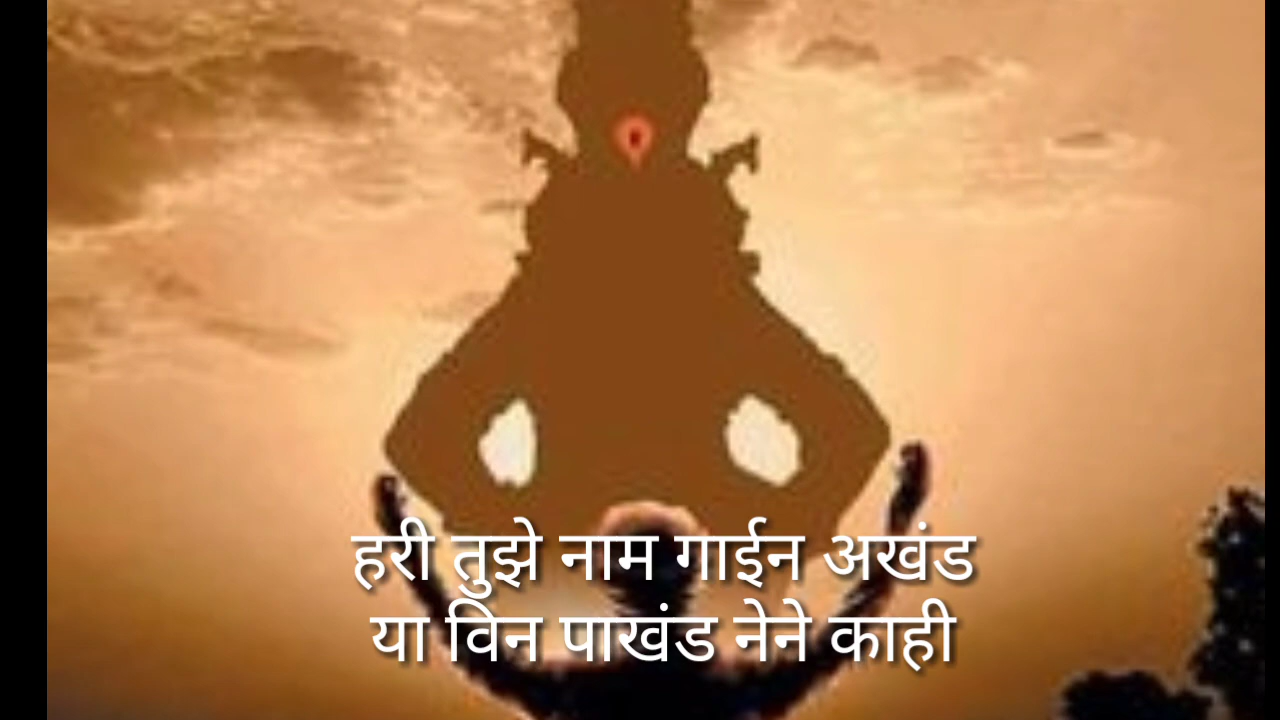 हरी तुझे नाम गाईन अखंड
या विन पाखंड नेने काही